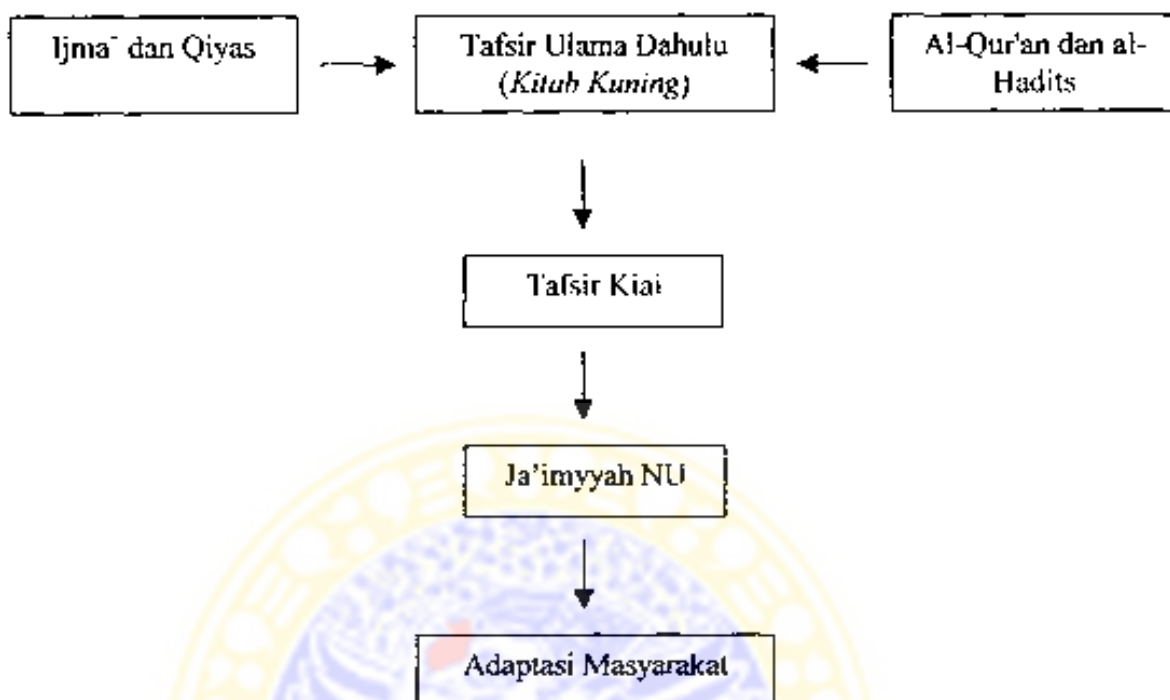 Ijma` dan Qiyas
Tafsir Ulama Dahulu
(Kitab Kuning)
Al-Qur'an dan al-
Hadits
Tafsir Kiai
Ja'imyyah NU
Adaptasi Masyarakat